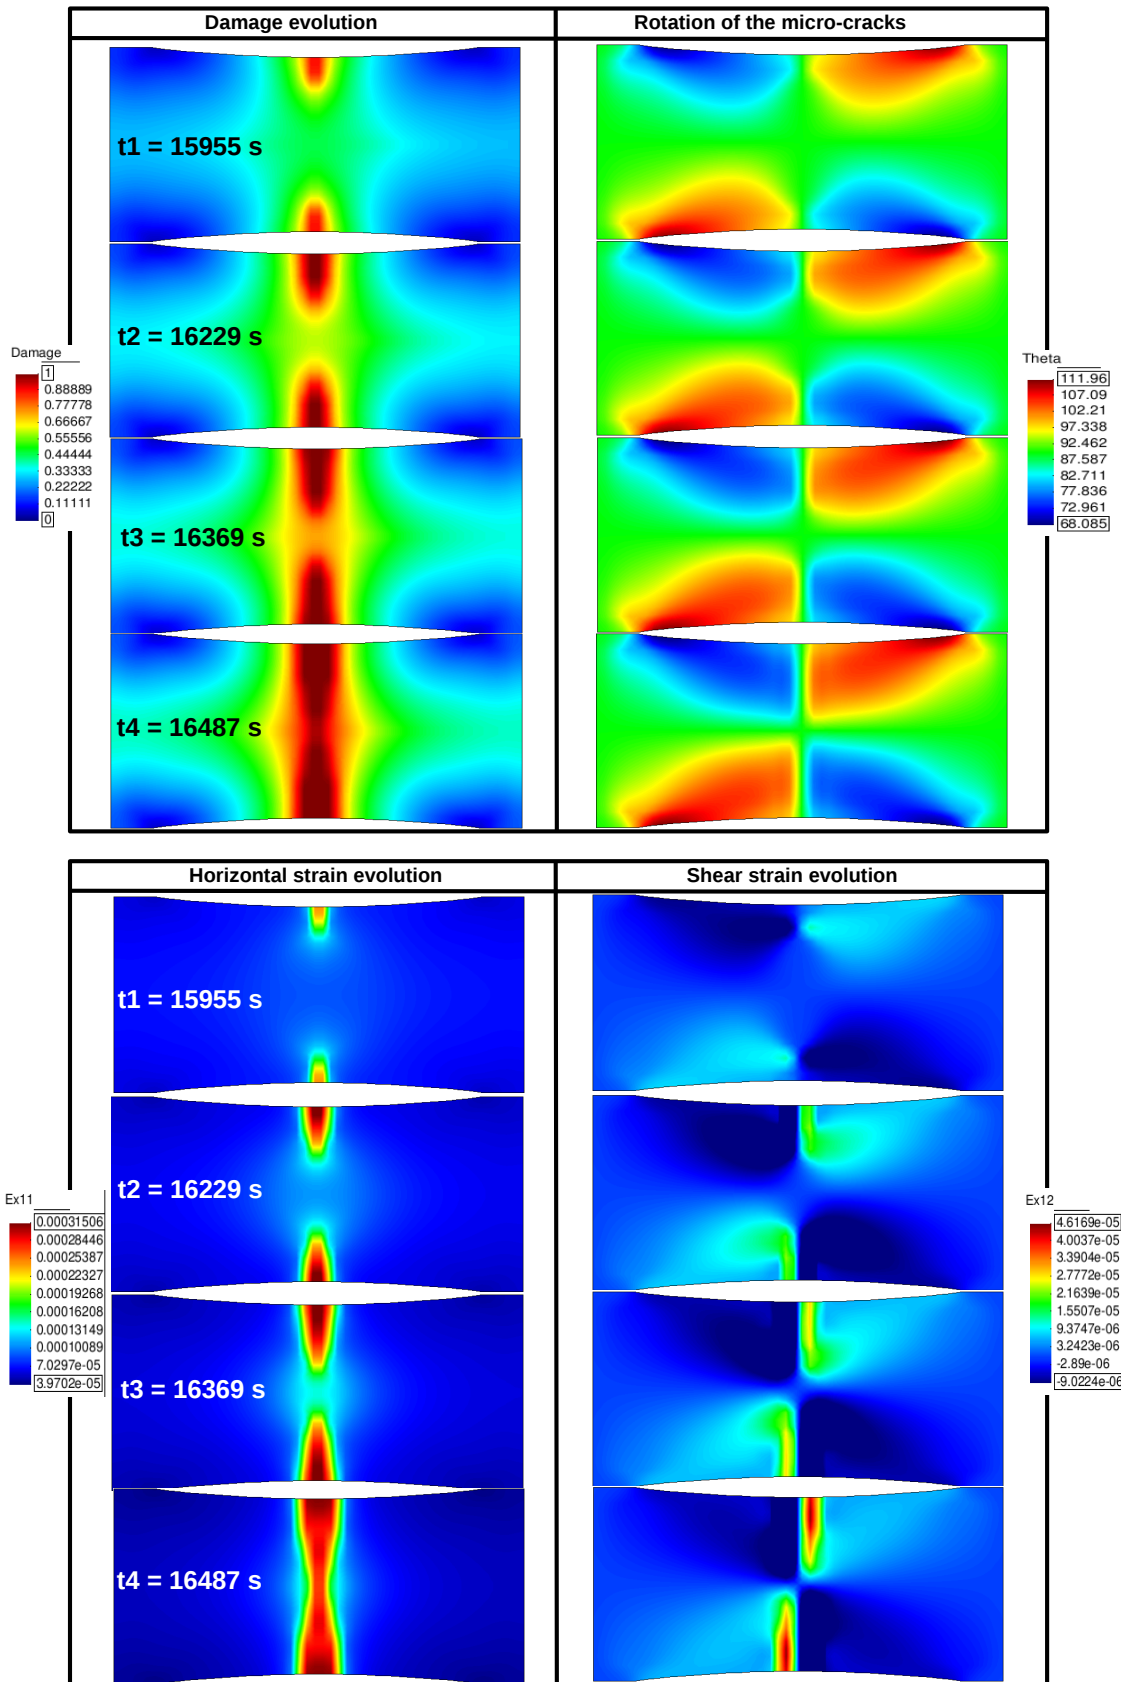 Damage evolution
Rotation of the micro-cracks
t1 = 15955 s
t2 = 16229 s
t3 = 16369 s
t4 = 16487 s
Damage
1
0.88889
0.77778
0.66667
0.55556
0.44444
0.33333
0.22222
0.11111
0
Theta
111.96
107.09
102.21
97.338
92.462
87.587
82.711
77.836
72.961
68.085
Horizontal strain evolution
Shear strain evolution
t1 = 15955 s
t2 = 16229 s
t3 = 16369 s
t4 = 16487 s
Ex11
0.00031506
0.00028446
0.00025387
0.00022327
0.00019268
0.00016208
0.00013149
0.00010089
7.0297e-05
3.9702e-05
Ex12
4.6169e-05
4.0037e-05
3.3904e-05
2.7772e-05
2.1639e-05
1.5507e-05
9.3747e-06
3.2423e-06
-2.89e-06
-9.0224e-06